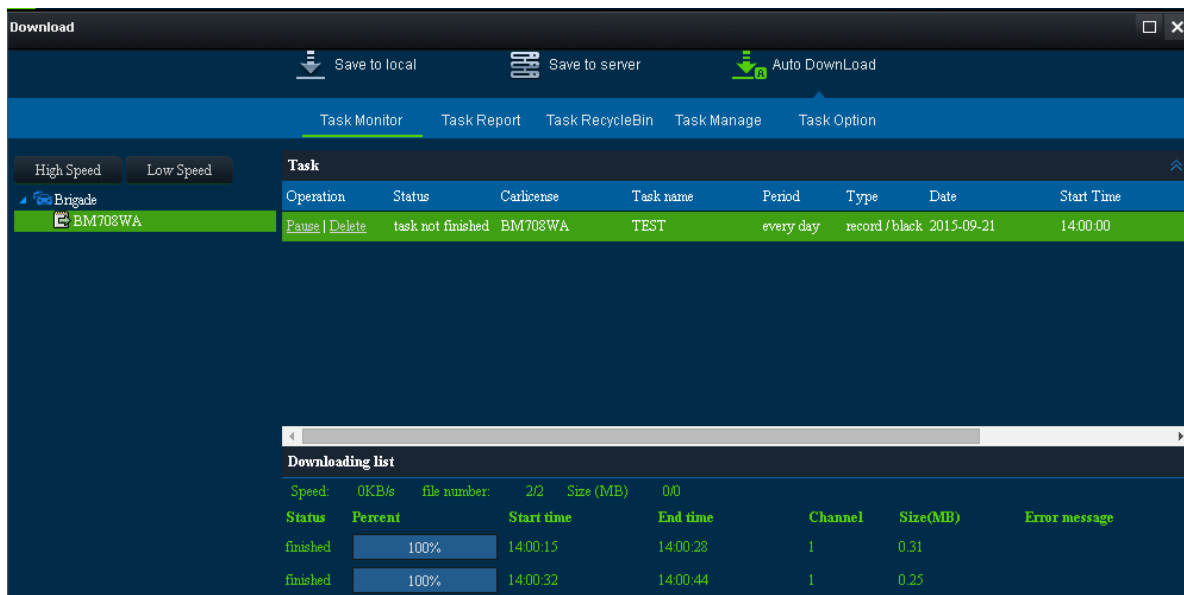 Download
Save to local Save to server Auto DownLoad
Task Monitor Task Report Task RecycleBin Task Manage Task Option
High Speed Low Speed
Brigade
BM708WA
Task
Operation Status Carlicense Task name Period Type Date Start Time
Pause | Delete task not finished BM708WA TEST every day record / black 2015-09-21 14:00:00
Downloading list
Speed: 0KB/s file number: 2/2 Size (MB) 0/0
Status Percent Start time End time Channel Size(MB) Error message
finished 100% 14:00:15 14:00:28 1 0.31
finished 100% 14:00:32 14:00:44 1 0.25